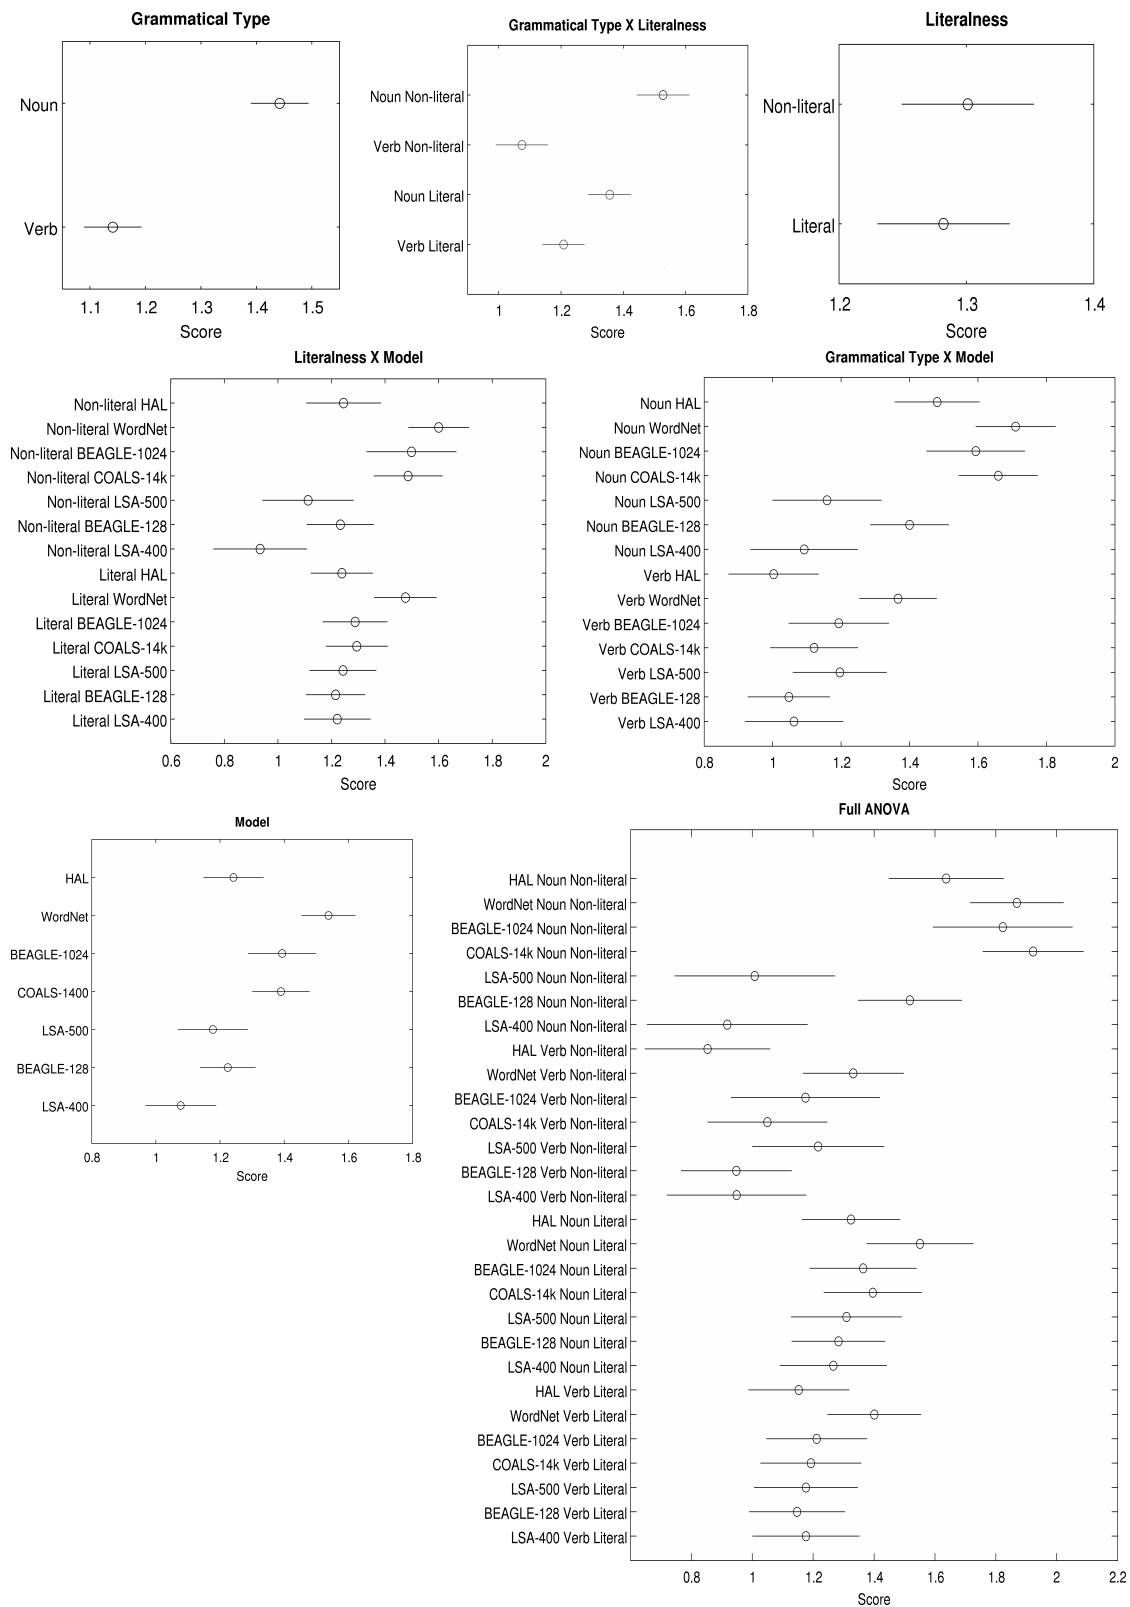 Grammatical Type
Noun
Verb
1.1 1.2 1.3 1.4 1.5
Score
Grammatical Type X Literalness
Noun Non-literal
Verb Non-literal
Noun Literal
Verb Literal
1 1.2 1.4 1.6 1.8
Score
Literalness
Non-literal
Literal
1.2 1.3 1.4
Score
Literalness X Model
Non-literal HAL
Non-literal WordNet
Non-literal BEAGLE-1024
Non-literal COALS-14k
Non-literal LSA-500
Non-literal BEAGLE-128
Non-literal LSA-400
Literal HAL
Literal WordNet
Literal BEAGLE-1024
Literal COALS-14k
Literal LSA-500
Literal BEAGLE-128
Literal LSA-400
0.6 0.8 1 1.2 1.4 1.6 1.8 2
Score
Grammatical Type X Model
Noun HAL
Noun WordNet
Noun BEAGLE-1024
Noun COALS-14k
Noun LSA-500
Noun BEAGLE-128
Noun LSA-400
Verb HAL
Verb WordNet
Verb BEAGLE-1024
Verb COALS-14k
Verb LSA-500
Verb BEAGLE-128
Verb LSA-400
0.8 1 1.2 1.4 1.6 1.8 2
Score
Model
HAL
WordNet
BEAGLE-1024
COALS-1400
LSA-500
BEAGLE-128
LSA-400
0.8 1 1.2 1.4 1.6 1.8
Score
Full ANOVA
HAL Noun Non-literal
WordNet Noun Non-literal
BEAGLE-1024 Noun Non-literal
COALS-14k Noun Non-literal
LSA-500 Noun Non-literal
BEAGLE-128 Noun Non-literal
LSA-400 Noun Non-literal
HAL Verb Non-literal
WordNet Verb Non-literal
BEAGLE-1024 Verb Non-literal
COALS-14k Verb Non-literal
LSA-500 Verb Non-literal
BEAGLE-128 Verb Non-literal
LSA-400 Verb Non-literal
HAL Noun Literal
WordNet Noun Literal
BEAGLE-1024 Noun Literal
COALS-14k Noun Literal
LSA-500 Noun Literal
BEAGLE-128 Noun Literal
LSA-400 Noun Literal
HAL Verb Literal
WordNet Verb Literal
BEAGLE-1024 Verb Literal
COALS-14k Verb Literal
LSA-500 Verb Literal
BEAGLE-128 Verb Literal
LSA-400 Verb Literal
0.8 1 1.2 1.4 1.6 1.8 2 2.2
Score